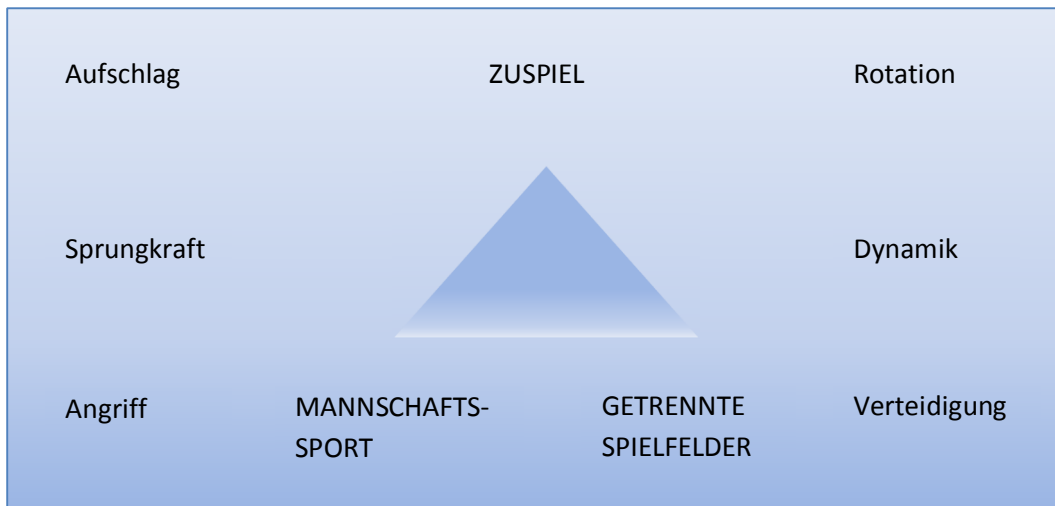 Aufschlag ZUSPIEL Rotation
Sprungkraft Dynamik
Angriff MANNSCHAFTS- GETRENNTE Verteidigung
SPORT SPIELFELDER